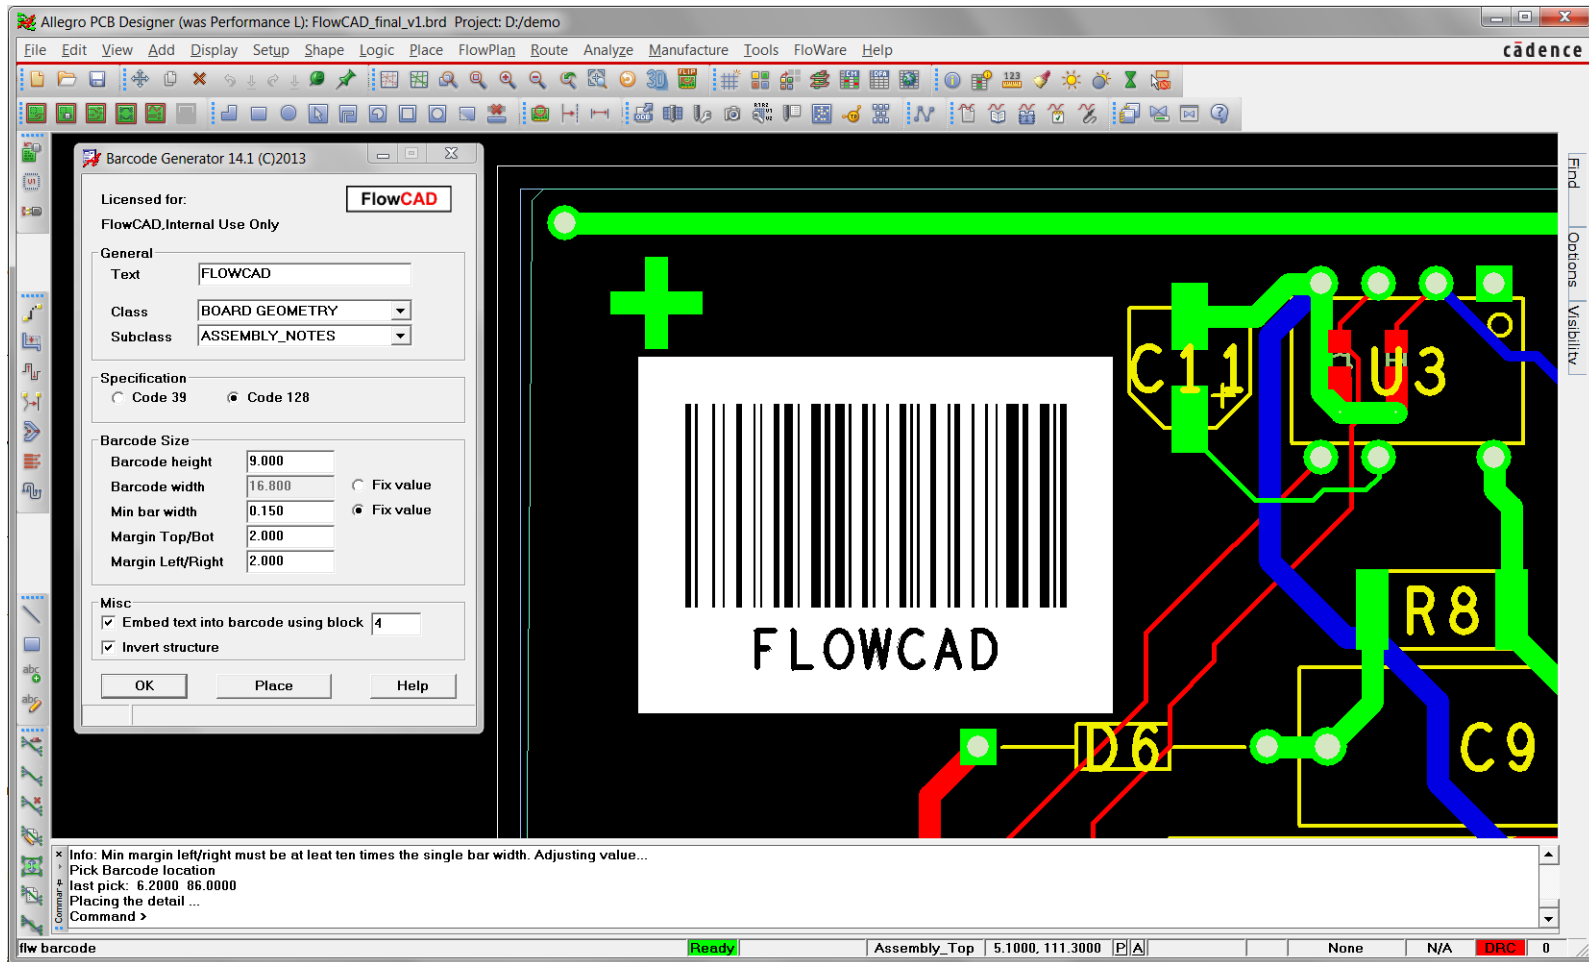 Allegro PCB Designer (was Performance L): FlowCAD_final_v1.brd Project: D:/demo
File Edit View Add Display Setup Shape Logic Place FlowPlan Route Analyze Manufacture Tools FloWare Help
cādence
Barcode Generator 14.1 (C)2013
Licensed for:
FlowCAD
FlowCAD,Internal Use Only
General
Text FLOWCAD
Class BOARD GEOMETRY
Subclass ASSEMBLY_NOTES
Specification
Code 39 Code 128
Barcode Size
Barcode height 9.000
Barcode width 16.800 Fix value
Min bar width 0.150 Fix value
Margin Top/Bot 2.000
Margin Left/Right 2.000
Misc
Embed text into barcode using block 4
Invert structure
OK Place Help
FLOWCAD
C11
U3
R8
D6
C9
Find
Options
Visibility
Info: Min margin left/right must be at leat ten times the single bar width. Adjusting value...
Pick Barcode location
last pick: 6.2000 86.0000
Placing the detail ...
Command >
flw barcode
Ready
Assembly_Top
5.1000, 111.3000
P A
None
N/A
DRC
0